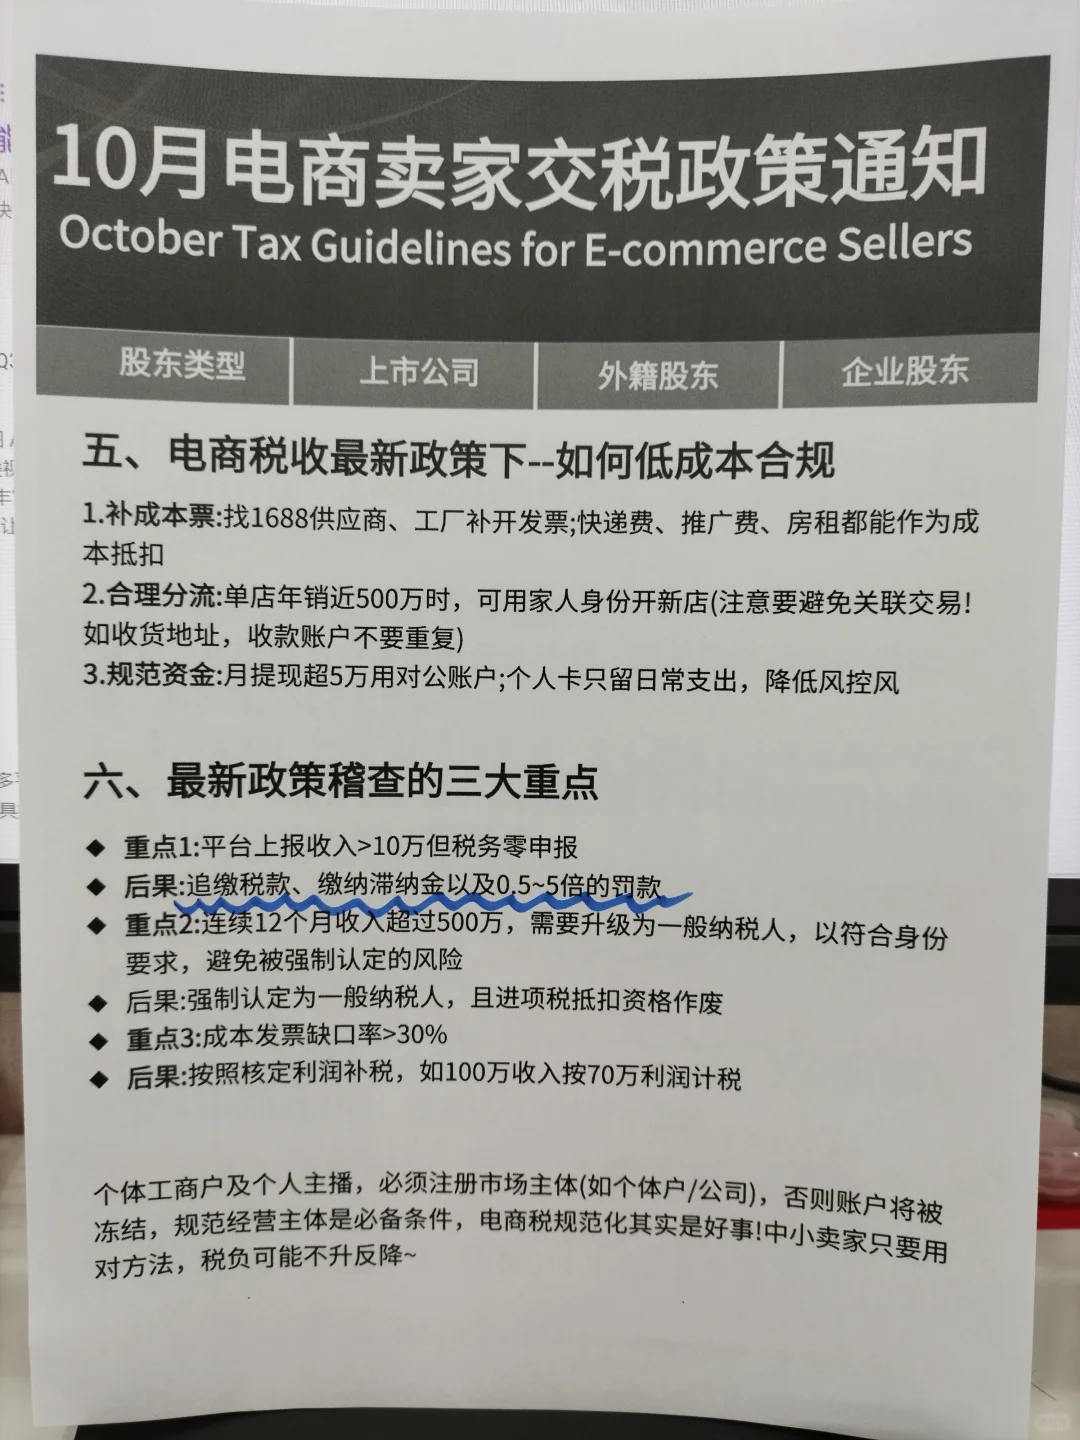 10月电商卖家交税政策通知
October Tax Guidelines for E-commerce Sellers
股东类型
上市公司
外籍股东
企业股东
五、电商税收最新政策下--如何低成本合规
1.补成本票:找1688供应商、工厂补开发票;快递费、推广费、房租都能作为成
本抵扣
2.合理分流:单店年销近500万时，可用家人身份开新店(注意要避免关联交易!
如收货地址，收款账户不要重复)
3.规范资金:月提现超5万用对公账户;个人卡只留日常支出，降低风控风
六、最新政策稽查的三大重点
◆ 重点1:平台上报收入>10万但税务零申报
◆ 后果:追缴税款、缴纳滞纳金以及0.5~5倍的罚款
◆ 重点2:连续12个月收入超过500万，需要升级为一般纳税人，以符合身份
要求，避免被强制认定的风险
◆ 后果:强制认定为一般纳税人，且进项税抵扣资格作废
◆ 重点3:成本发票缺口率>30%
◆ 后果:按照核定利润补税，如100万收入按70万利润计税
个体工商户及个人主播，必须注册市场主体(如个体户/公司)，否则账户将被
冻结，规范经营主体是必备条件，电商税规范化其实是好事!中小卖家只要用
对方法，税负可能不升反降~